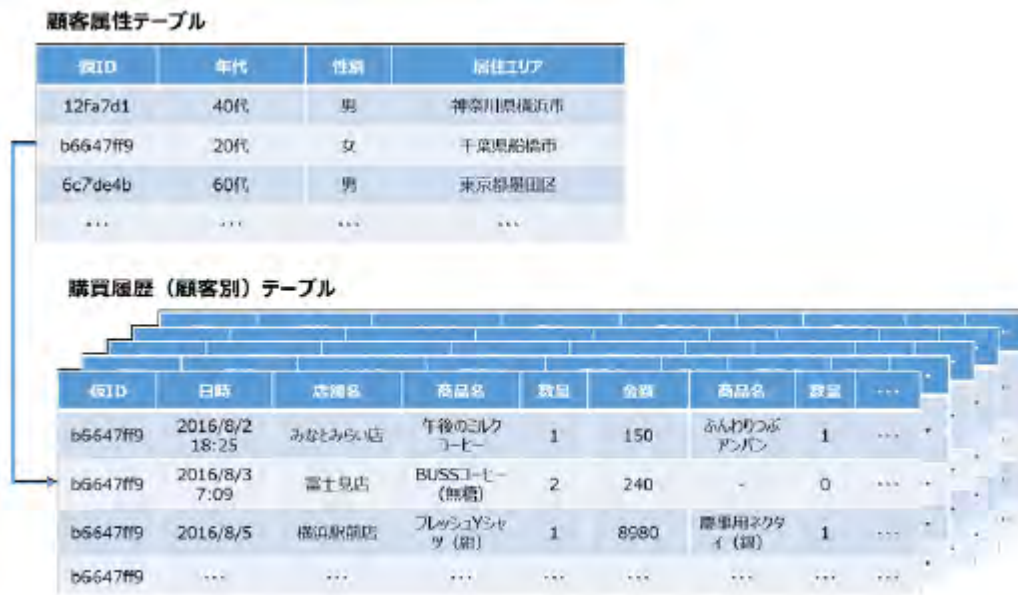 顧客属性テーブル
仮ID 年代 性別 居住エリア
12fa7d1 40代 男 神奈川県横浜市
b6647ff9 20代 女 千葉県船橋市
6c7de4b 60代 男 東京都墨田区
... ... ... ...
購買履歴（顧客別）テーブル
仮ID 日時 店舗名 商品名 数量 金額 商品名 数量 ...
b6647ff9 2016/8/2 18:25 みなとみらい店 午後のミルクコーヒー 1 150 ふんわりつぶアンパン 1 ...
b6647ff9 2016/8/3 7:09 富士見店 BUSSコーヒー（無糖） 2 240 - 0 ...
b6647ff9 2016/8/5 横浜駅前店 フレッシュYシャツ 1 8980 慶事用ネクタイ（銀） 1 ...
b6647ff9 ... ... ... ... ... ... ... ...